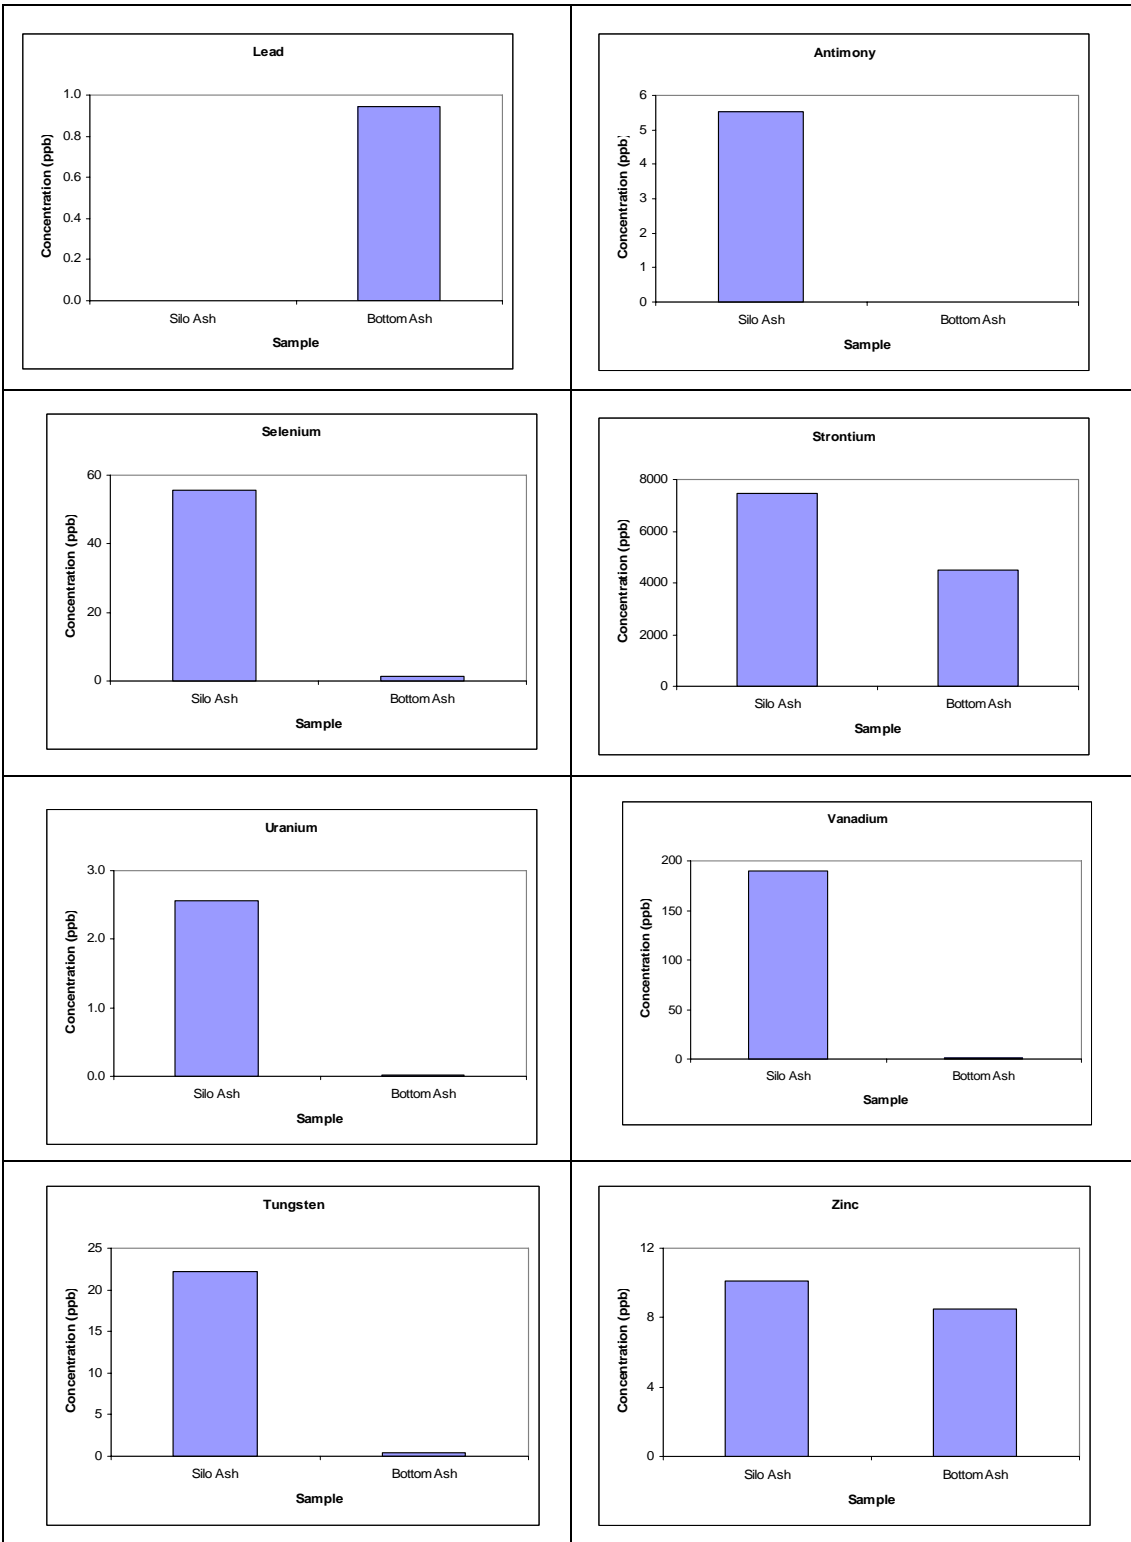 Lead
Concentration (ppb)
1.0
0.8
0.6
0.4
0.2
0.0
Silo Ash Bottom Ash
Sample
Antimony
Concentration (ppb)
6
5
4
3
2
1
0
Silo Ash Bottom Ash
Sample
Selenium
Concentration (ppb)
60
40
20
0
Silo Ash Bottom Ash
Sample
Strontium
Concentration (ppb)
8000
6000
4000
2000
0
Silo Ash Bottom Ash
Sample
Uranium
Concentration (ppb)
3.0
2.0
1.0
0.0
Silo Ash Bottom Ash
Sample
Vanadium
Concentration (ppb)
200
150
100
50
0
Silo Ash Bottom Ash
Sample
Tungsten
Concentration (ppb)
25
20
15
10
5
0
Silo Ash Bottom Ash
Sample
Zinc
Concentration (ppb)
12
8
4
0
Silo Ash Bottom Ash
Sample